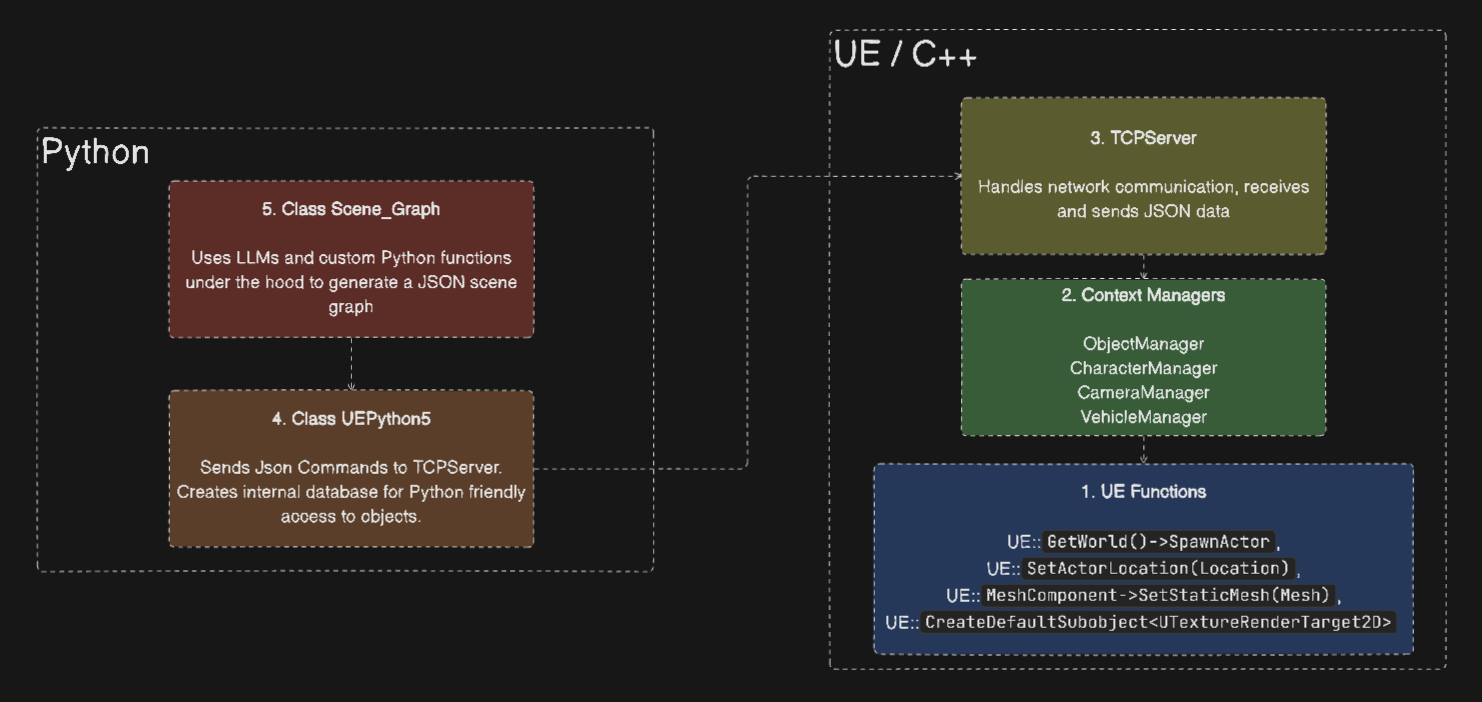 Python
5. Class Scene_Graph
Uses LLMs and custom Python functions
under the hood to generate a JSON scene
graph
4. Class UEPython5
Sends Json Commands to TCPServer.
Creates internal database for Python friendly
access to objects.
UE / C++
3. TCPServer
Handles network communication, receives
and sends JSON data
2. Context Managers
ObjectManager
CharacterManager
CameraManager
VehicleManager
1. UE Functions
UE::GetWorld()->SpawnActor,
UE::SetActorLocation(Location),
UE::MeshComponent->SetStaticMesh(Mesh),
UE::CreateDefaultSubobject<UTextureRenderTarget2D>